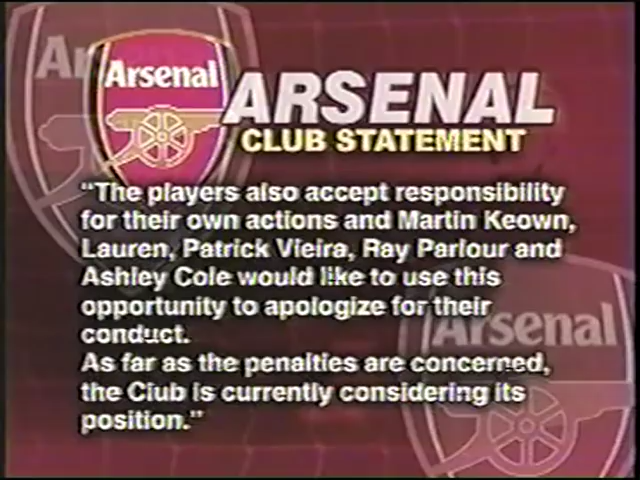 Arsenal
ARSENAL
CLUB STATEMENT
“The players also accept responsibility
for their own actions and Martin Keown,
Lauren, Patrick Vieira, Ray Parlour and
Ashley Cole would like to use this
opportunity to apologize for their
conduct.
As far as the penalties are concerned,
the Club is currently considering its
position.”
Arsenal